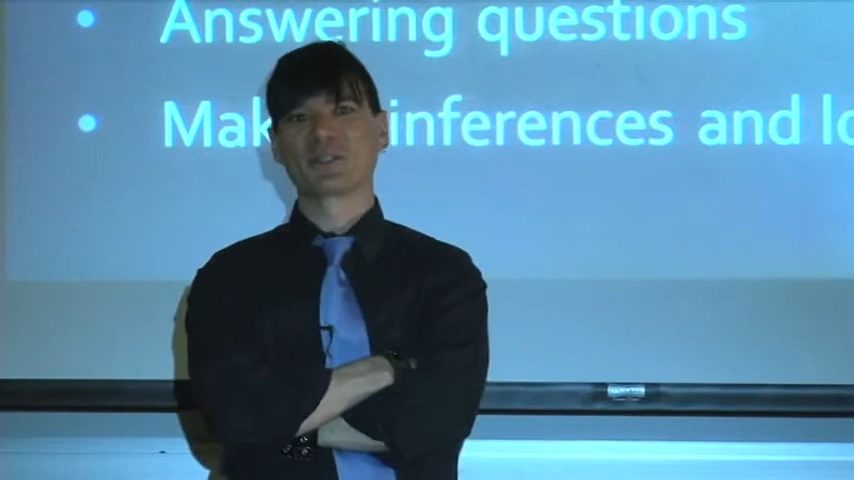 • Answering questions
• inferences and